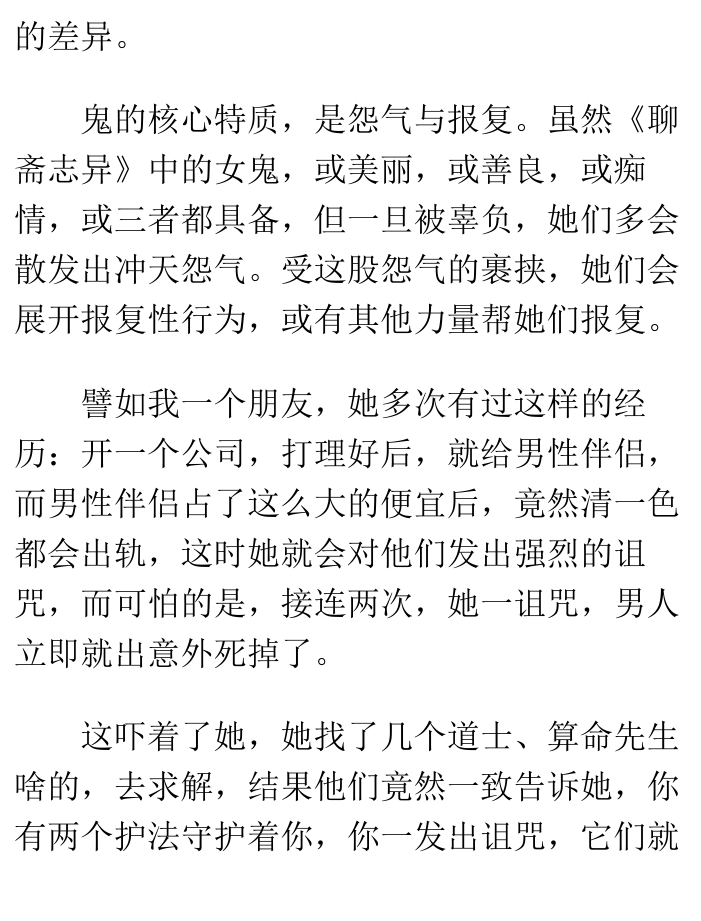 的差异。
鬼的核心特质，是怨气与报复。虽然《聊
斋志异》中的女鬼，或美丽，或善良，或痴
情，或三者都具备，但一旦被辜负，她们多会
散发出冲天怨气。受这股怨气的裹挟，她们会
展开报复性行为，或有其他力量帮她们报复。
譬如我一个朋友，她多次有过这样的经
历：开一个公司，打理好后，就给男性伴侣，
而男性伴侣占了这么大的便宜后，竟然清一色
都会出轨，这时她就会对他们发出强烈的诅
咒，而可怕的是，接连两次，她一诅咒，男人
立即就出意外死掉了。
这吓着了她，她找了几个道士、算命先生
啥的，去求解，结果他们竟然一致告诉她，你
有两个护法守护着你，你一发出诅咒，它们就